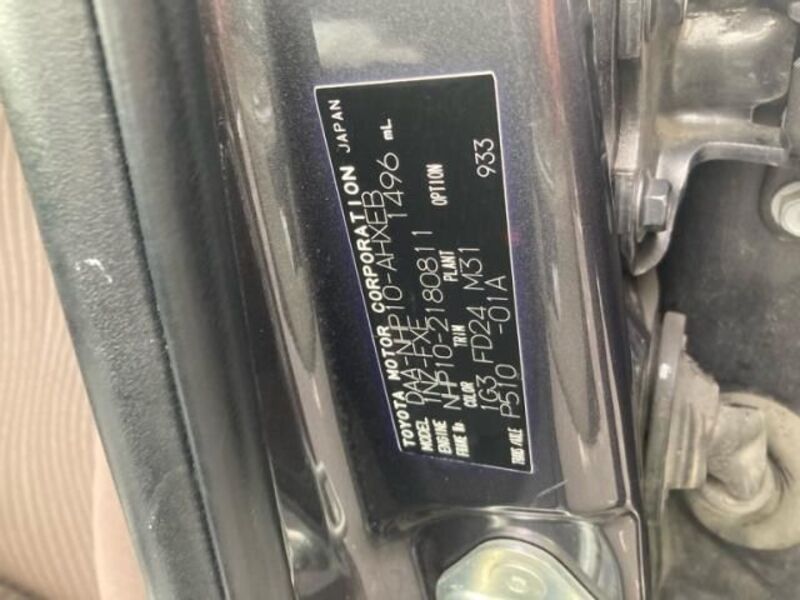 TOYOTA MOTOR CORPORATION JAPAN
MODEL DAA-NHP10-AHXEB
ENGINE 1NZ-FXE 1496 mL
FRAME No. NHP10-2180811
COLOR TRIM PLANT OPTION
1G3 FD24 M31 933
-01A
TRANS/AXLE P510